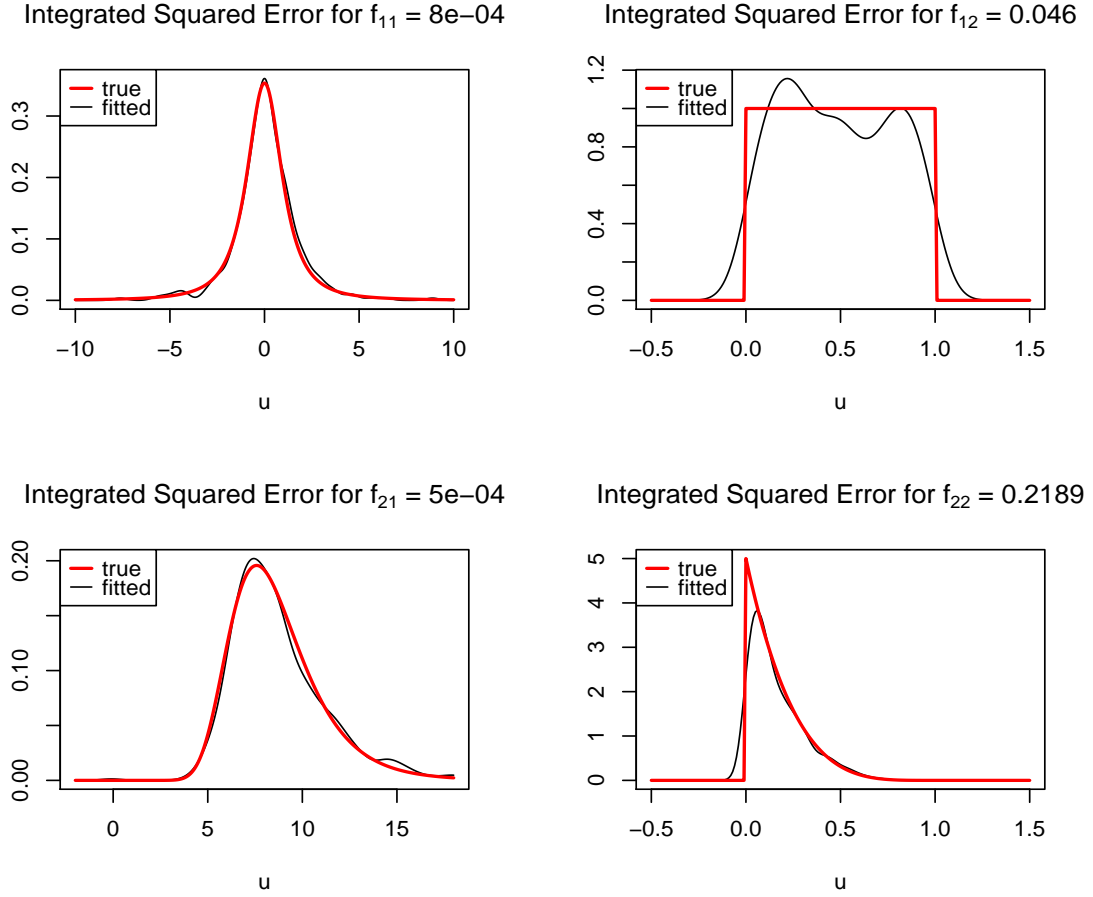 Integrated Squared Error for f₁₁ = 8e−04
true
fitted
0.0
0.1
0.2
0.3
−10
−5
0
5
10
u
Integrated Squared Error for f₁₂ = 0.046
true
fitted
0.0
0.4
0.8
1.2
−0.5
0.0
0.5
1.0
1.5
u
Integrated Squared Error for f₂₁ = 5e−04
true
fitted
0.00
0.10
0.20
0
5
10
15
u
Integrated Squared Error for f₂₂ = 0.2189
true
fitted
0
1
2
3
4
5
−0.5
0.0
0.5
1.0
1.5
u